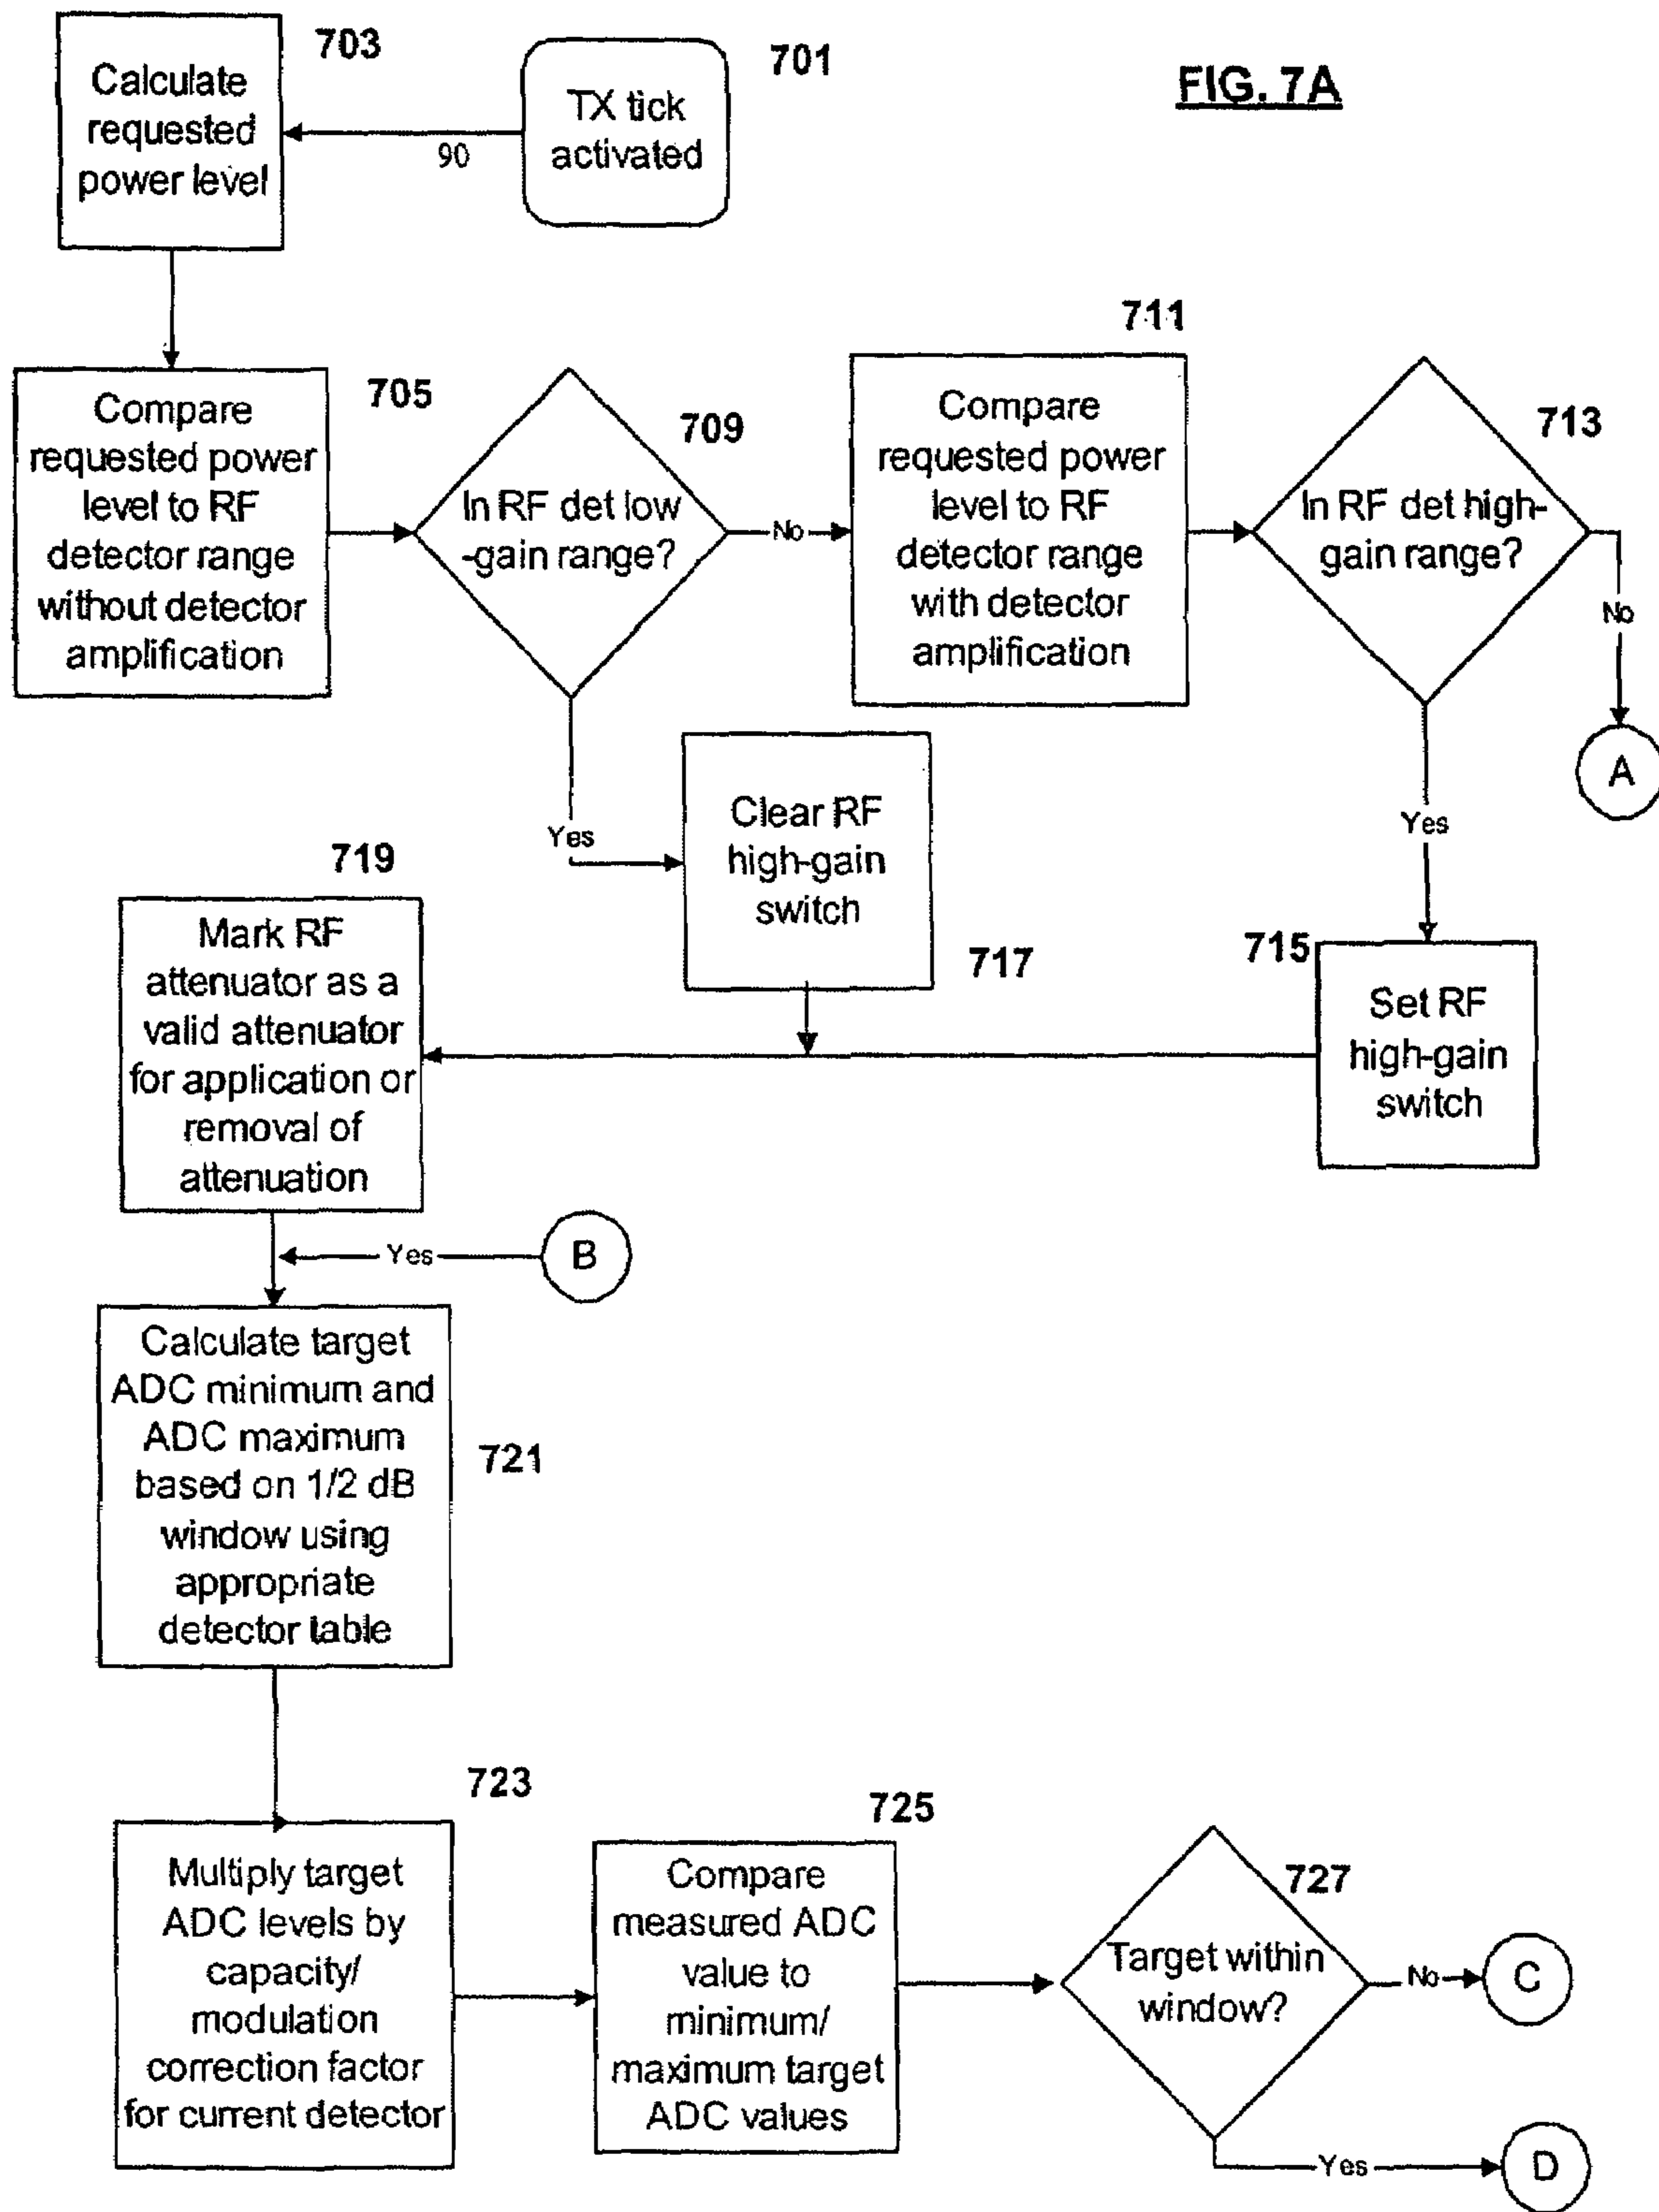 FIG. 7A
703
Calculate
requested
power level
90
701
TX tick
activated
705
Compare
requested power
level to RF
detector range
without detector
amplification
709
In RF det low
-gain range?
No
711
Compare
requested power
level to RF
detector range
with detector
amplification
713
In RF det high-
gain range?
No
A
Yes
Clear RF
high-gain
switch
717
Yes
715
Set RF
high-gain
switch
719
Mark RF
attenuator as a
valid attenuator
for application or
removal of
attenuation
Yes
B
Calculate target
ADC minimum and
ADC maximum
based on 1/2 dB
window using
appropriate
detector table
721
723
Multiply target
ADC levels by
capacity/
modulation
correction factor
for current detector
725
Compare
measured ADC
value to
minimum/
maximum target
ADC values
727
Target within
window?
No
C
Yes
D